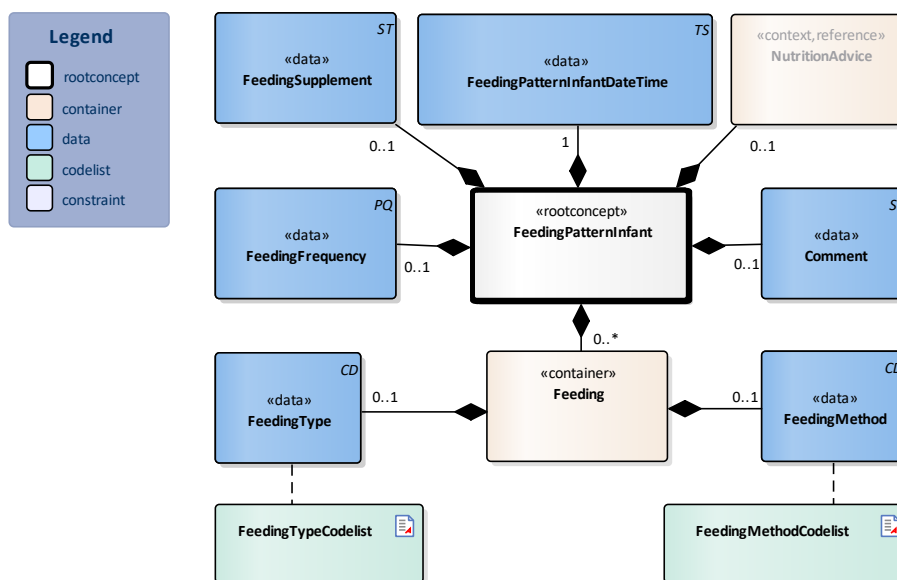 Legend
rootconcept
container
data
codelist
constraint
ST
«data»
FeedingSupplement
TS
«data»
FeedingPatternInfantDateTime
«context,reference»
NutritionAdvice
0..1
1
0..1
PQ
«data»
FeedingFrequency
0..1
«rootconcept»
FeedingPatternInfant
«data»
Comment
0..1
0..*
CD
«data»
FeedingType
0..1
«container»
Feeding
0..1
«data»
FeedingMethod
FeedingTypeCodelist
FeedingMethodCodelist